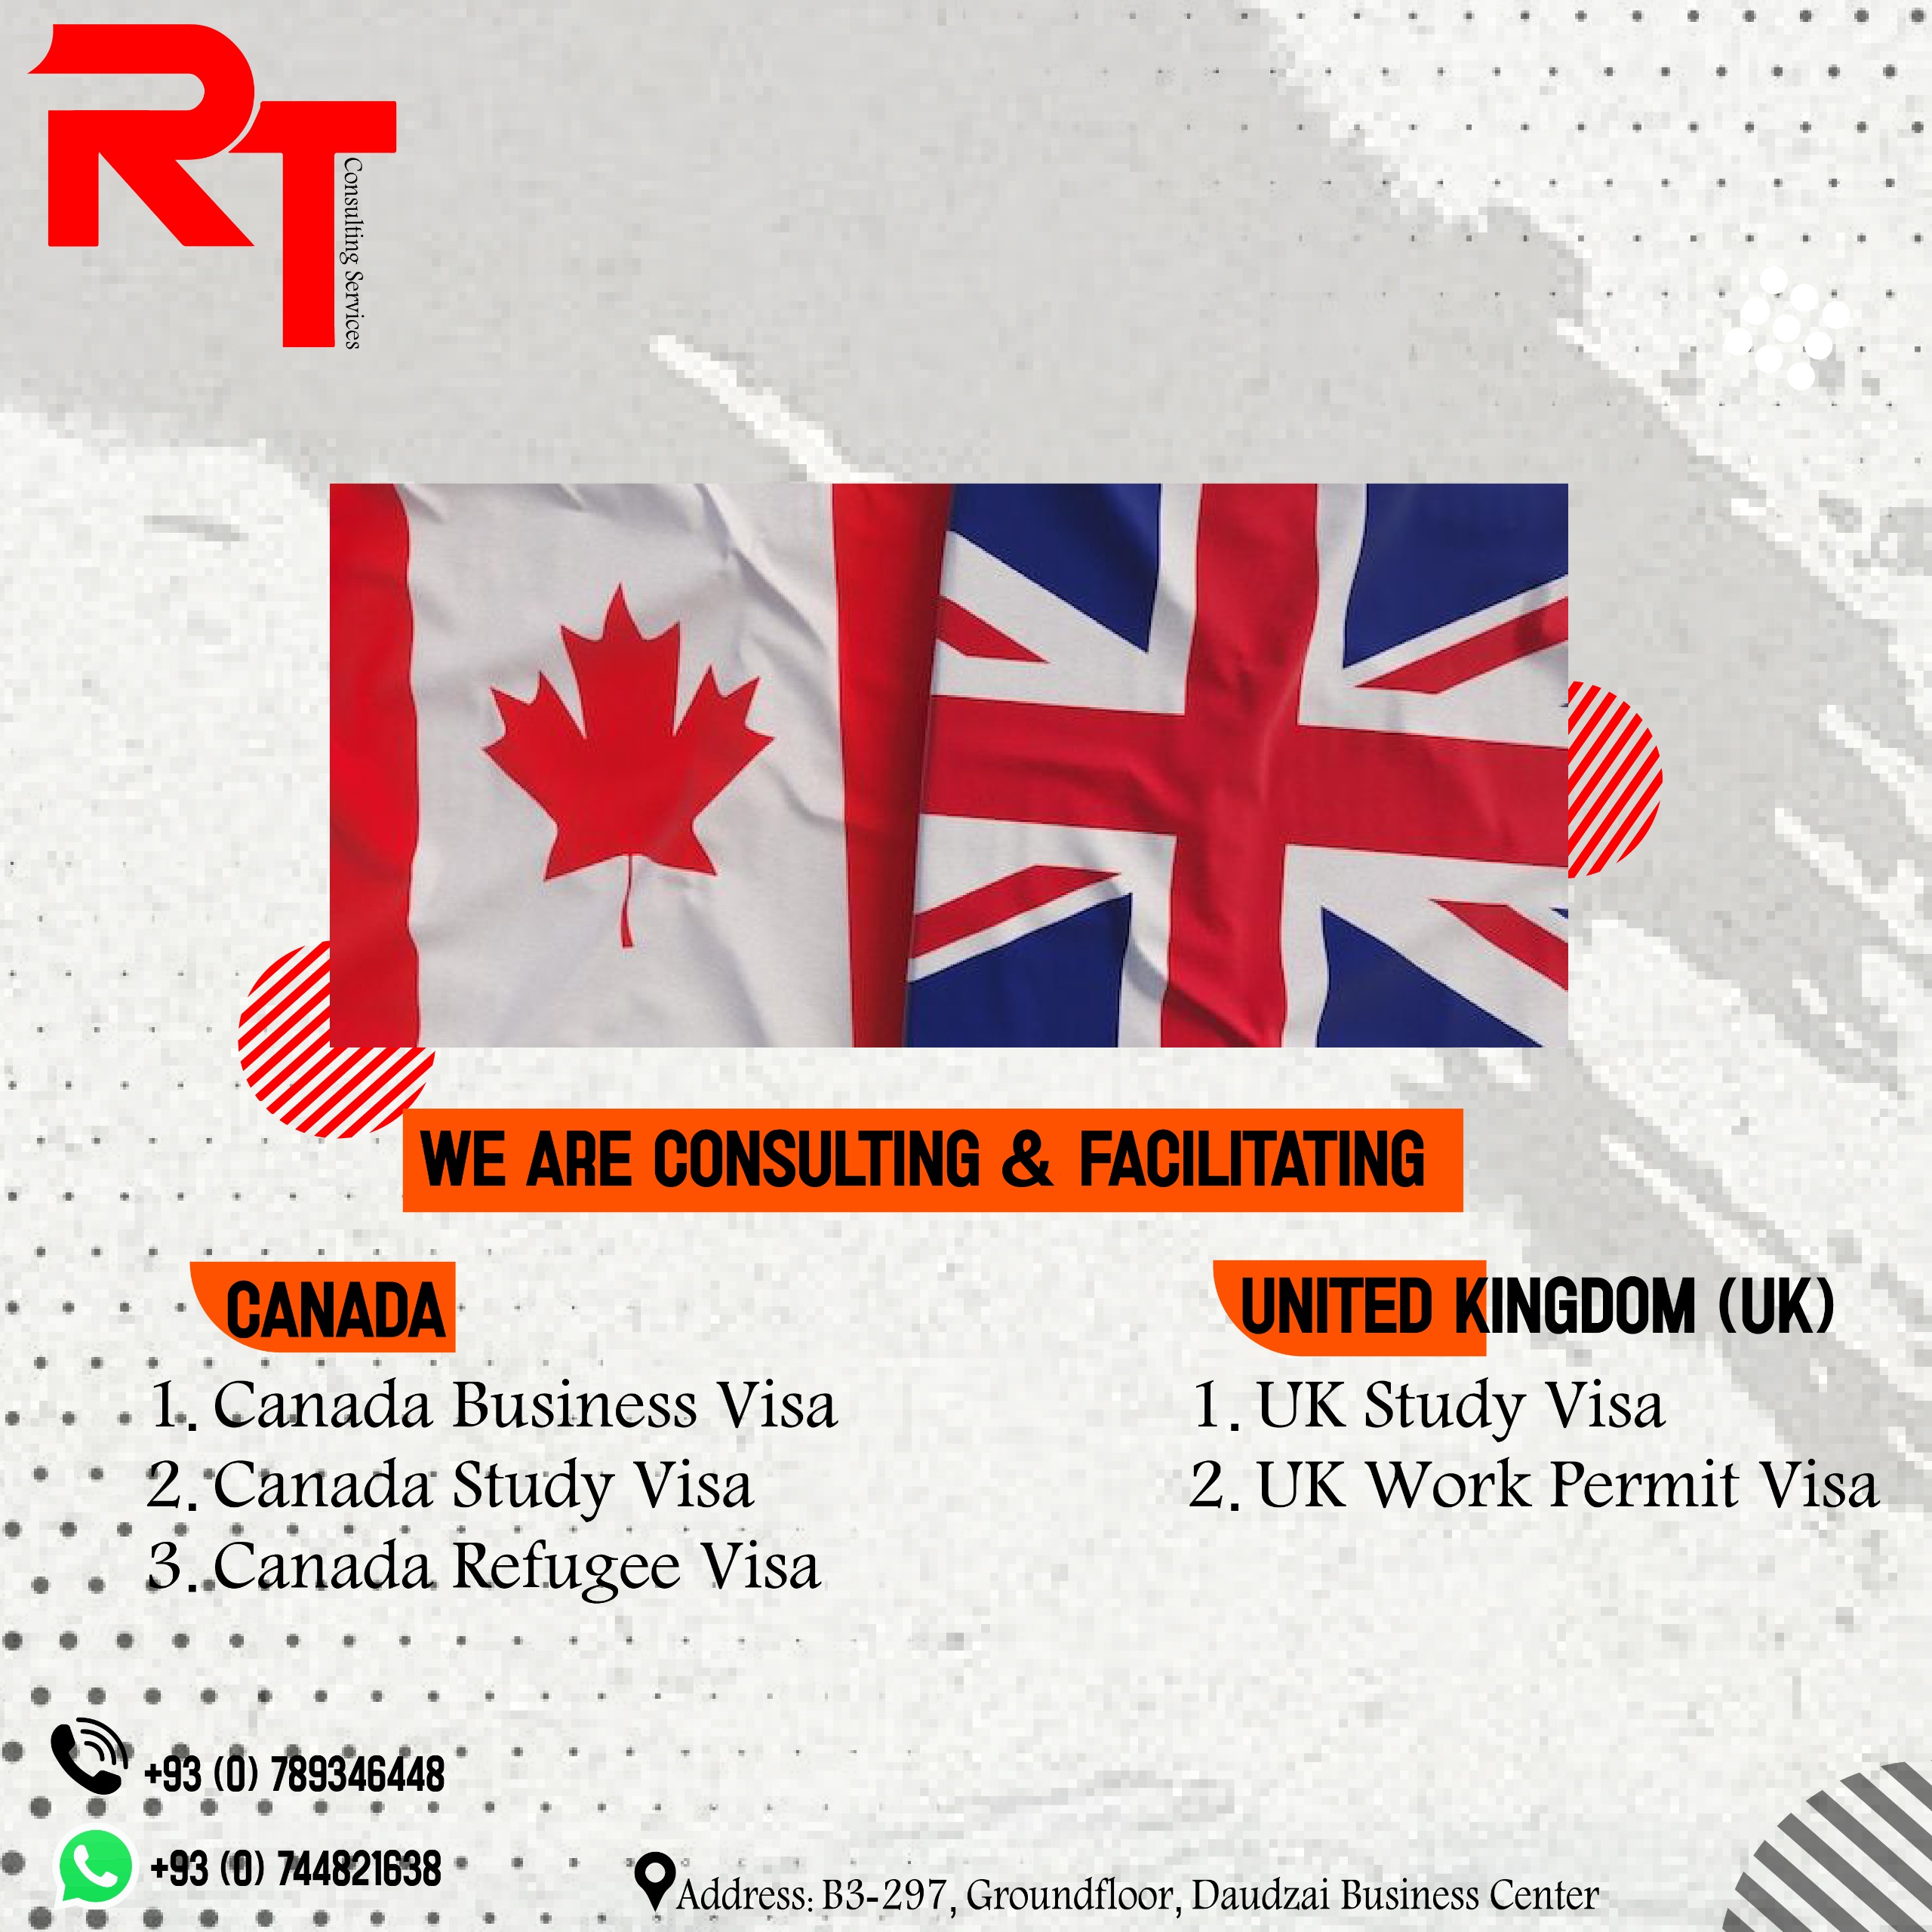 RT
Consulting Services
WE ARE CONSULTING & FACILITATING
CANADA
1. Canada Business Visa
2. Canada Study Visa
3. Canada Refugee Visa
UNITED KINGDOM (UK)
1. UK Study Visa
2. UK Work Permit Visa
+93 (0) 789346448
+93 (0) 744821638
Address: B3-297, Groundfloor, Daudzai Business Center